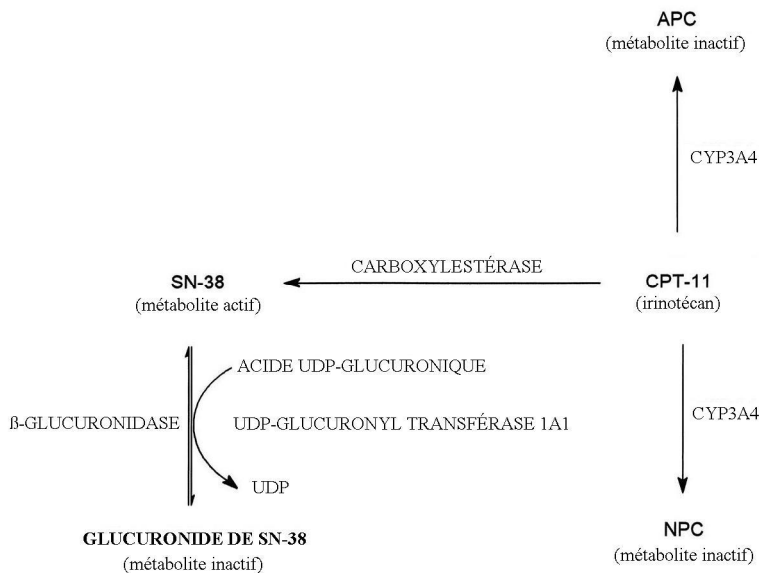 APC
(métabolite inactif)
CYP3A4
CARBOXYLESTÉRASE
SN-38
(métabolite actif)
CPT-11
(irinotécan)
ACIDE UDP-GLUCURONIQUE
ß-GLUCURONIDASE
UDP-GLUCURONYL TRANSFÉRASE 1A1
CYP3A4
UDP
GLUCURONIDE DE SN-38
(métabolite inactif)
NPC
(métabolite inactif)